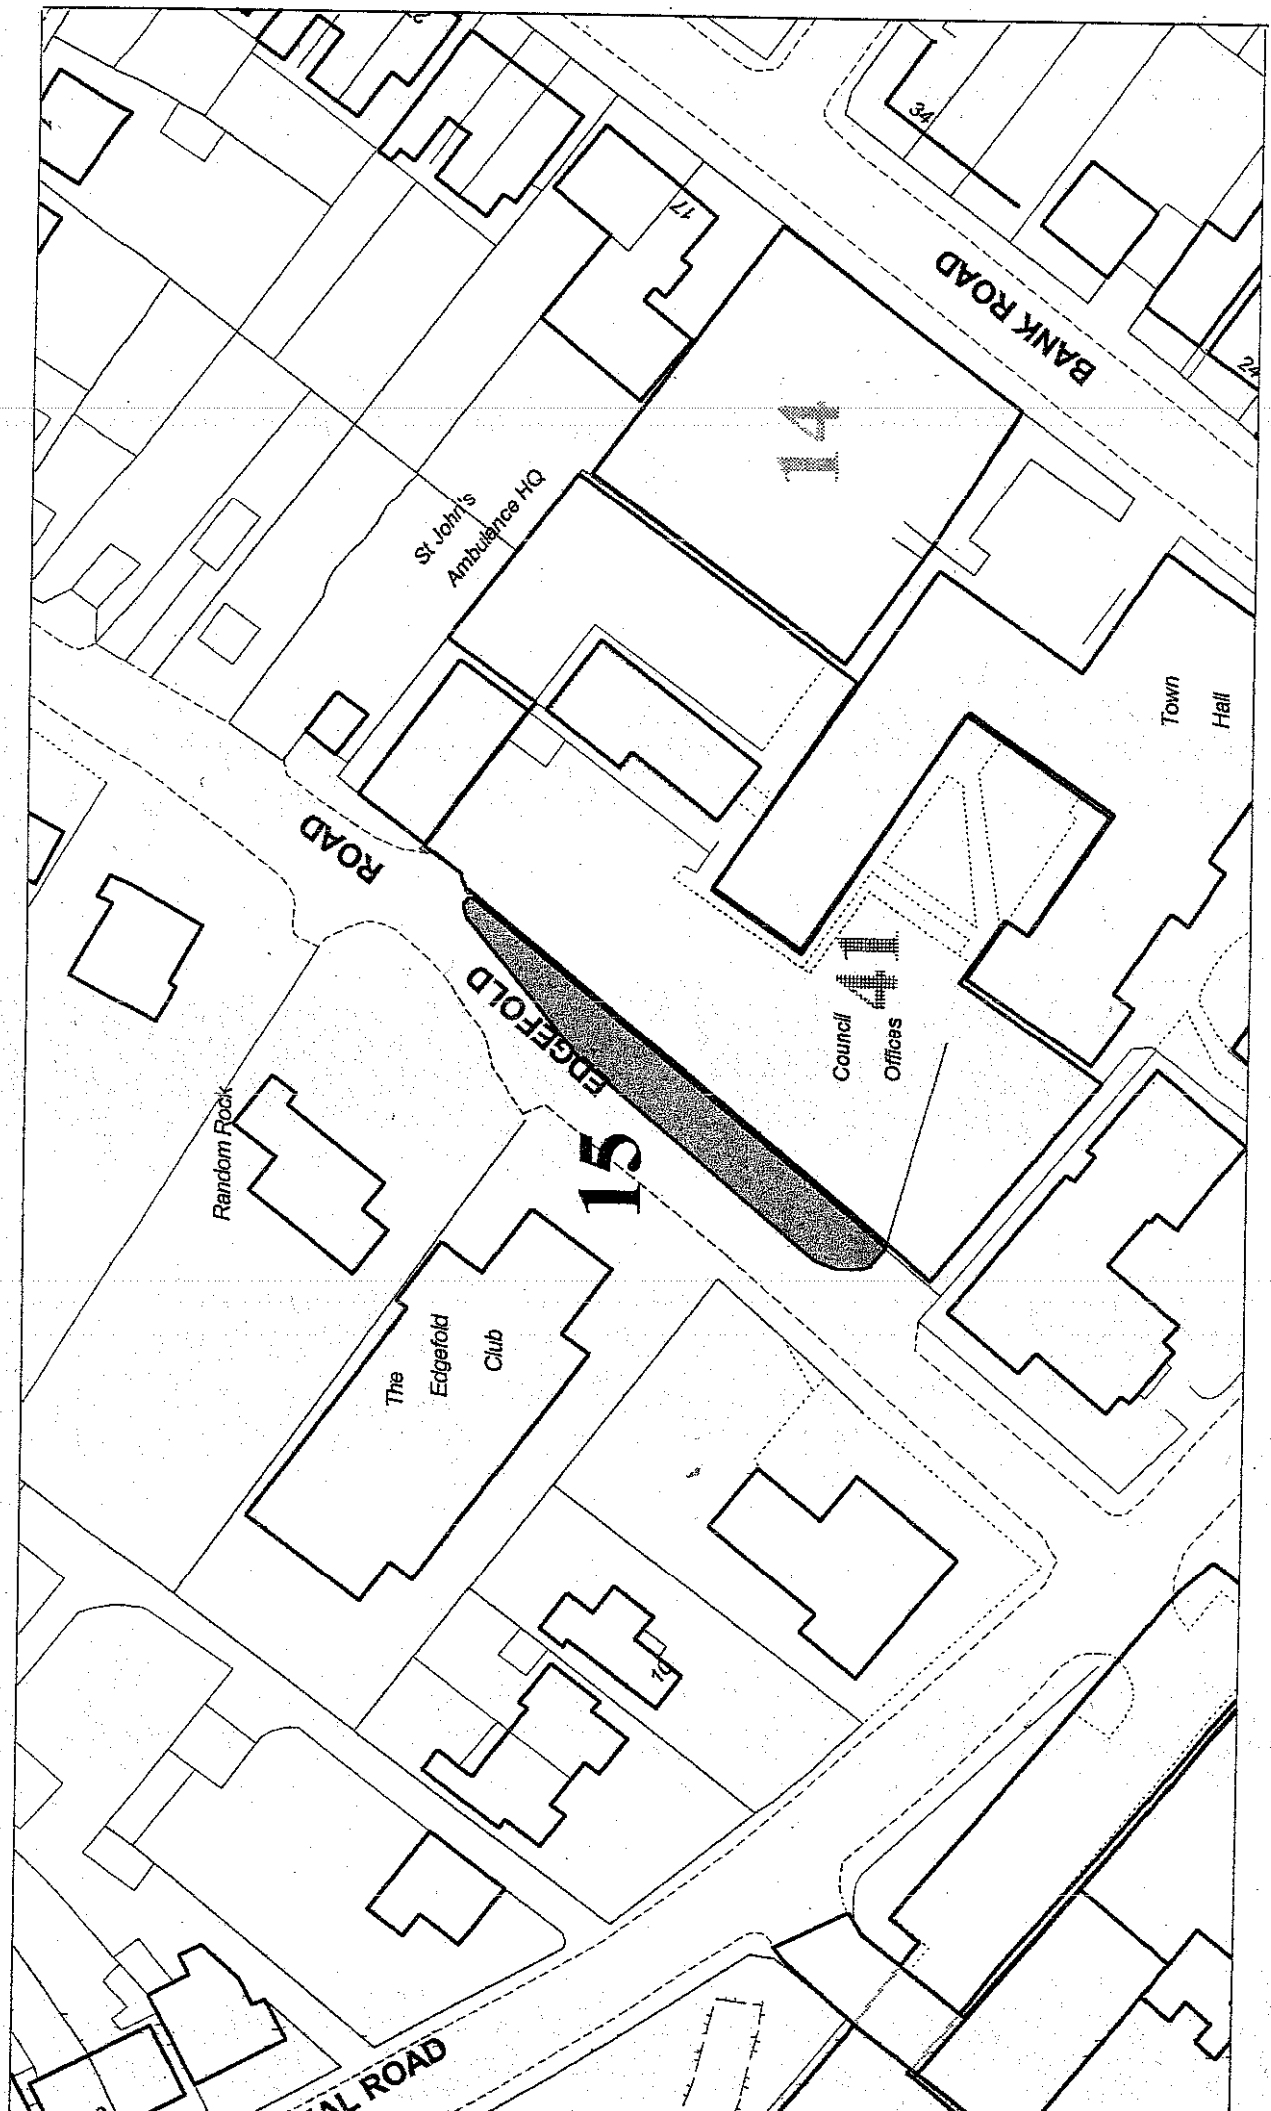 34
17
BANK ROAD
24
14
St John's
Ambulance HQ
Town
Hall
ROAD
EDGEFOLD
41
Council
Offices
Random Rock
15
The
Edgefold
Club
10
AL ROAD